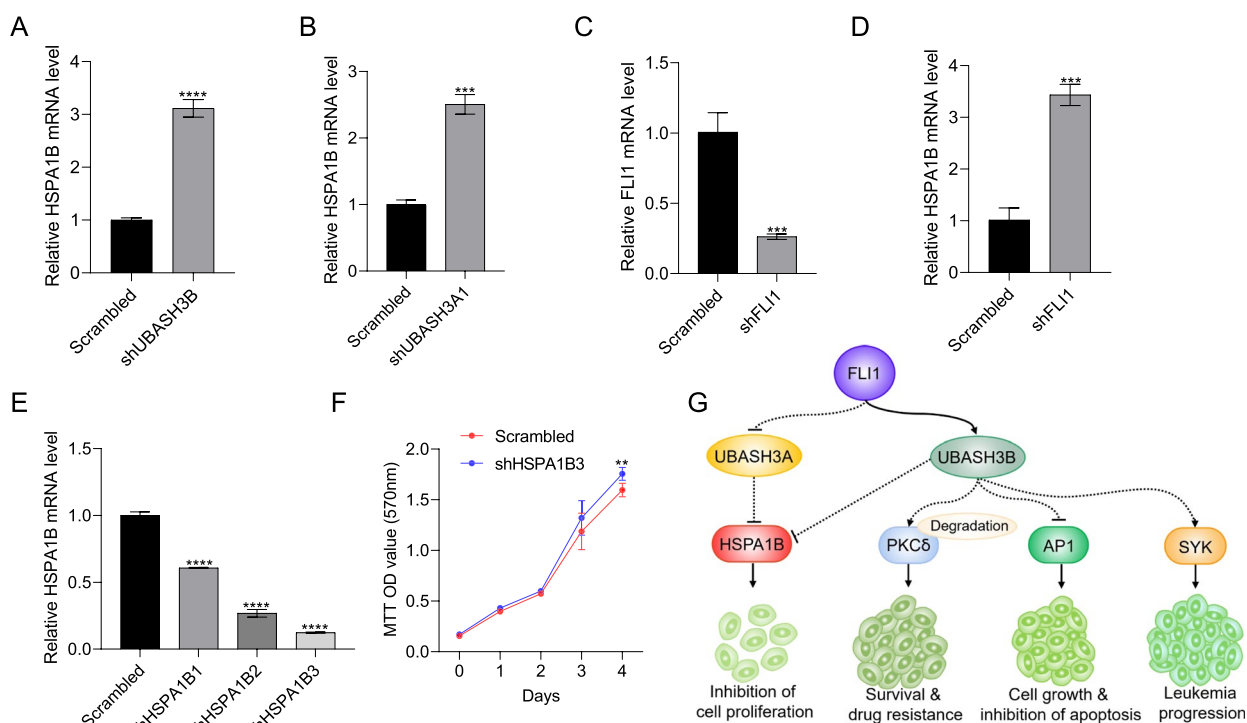 A
Relative HSPA1B mRNA level
4
3
2
1
0
****
Scrambled
shUBASH3B
B
Relative HSPA1B mRNA level
3
2
1
0
***
Scrambled
shUBASH3A1
C
Relative FLI1 mRNA level
1.5
1.0
0.5
0.0
***
Scrambled
shFLI1
D
Relative HSPA1B mRNA level
4
3
2
1
0
***
Scrambled
shFLI1
E
Relative HSPA1B mRNA level
1.5
1.0
0.5
0.0
****
****
****
Scrambled
shHSPA1B1
shHSPA1B2
shHSPA1B3
F
Scrambled
shHSPA1B3
MTT OD value (570nm)
2.0
1.5
1.0
0.5
0.0
**
0 1 2 3 4
Days
G
FLI1
UBASH3A
UBASH3B
HSPA1B
PKCδ
Degradation
AP1
SYK
Inhibition of
cell proliferation
Survival &
drug resistance
Cell growth &
inhibition of apoptosis
Leukemia
progression